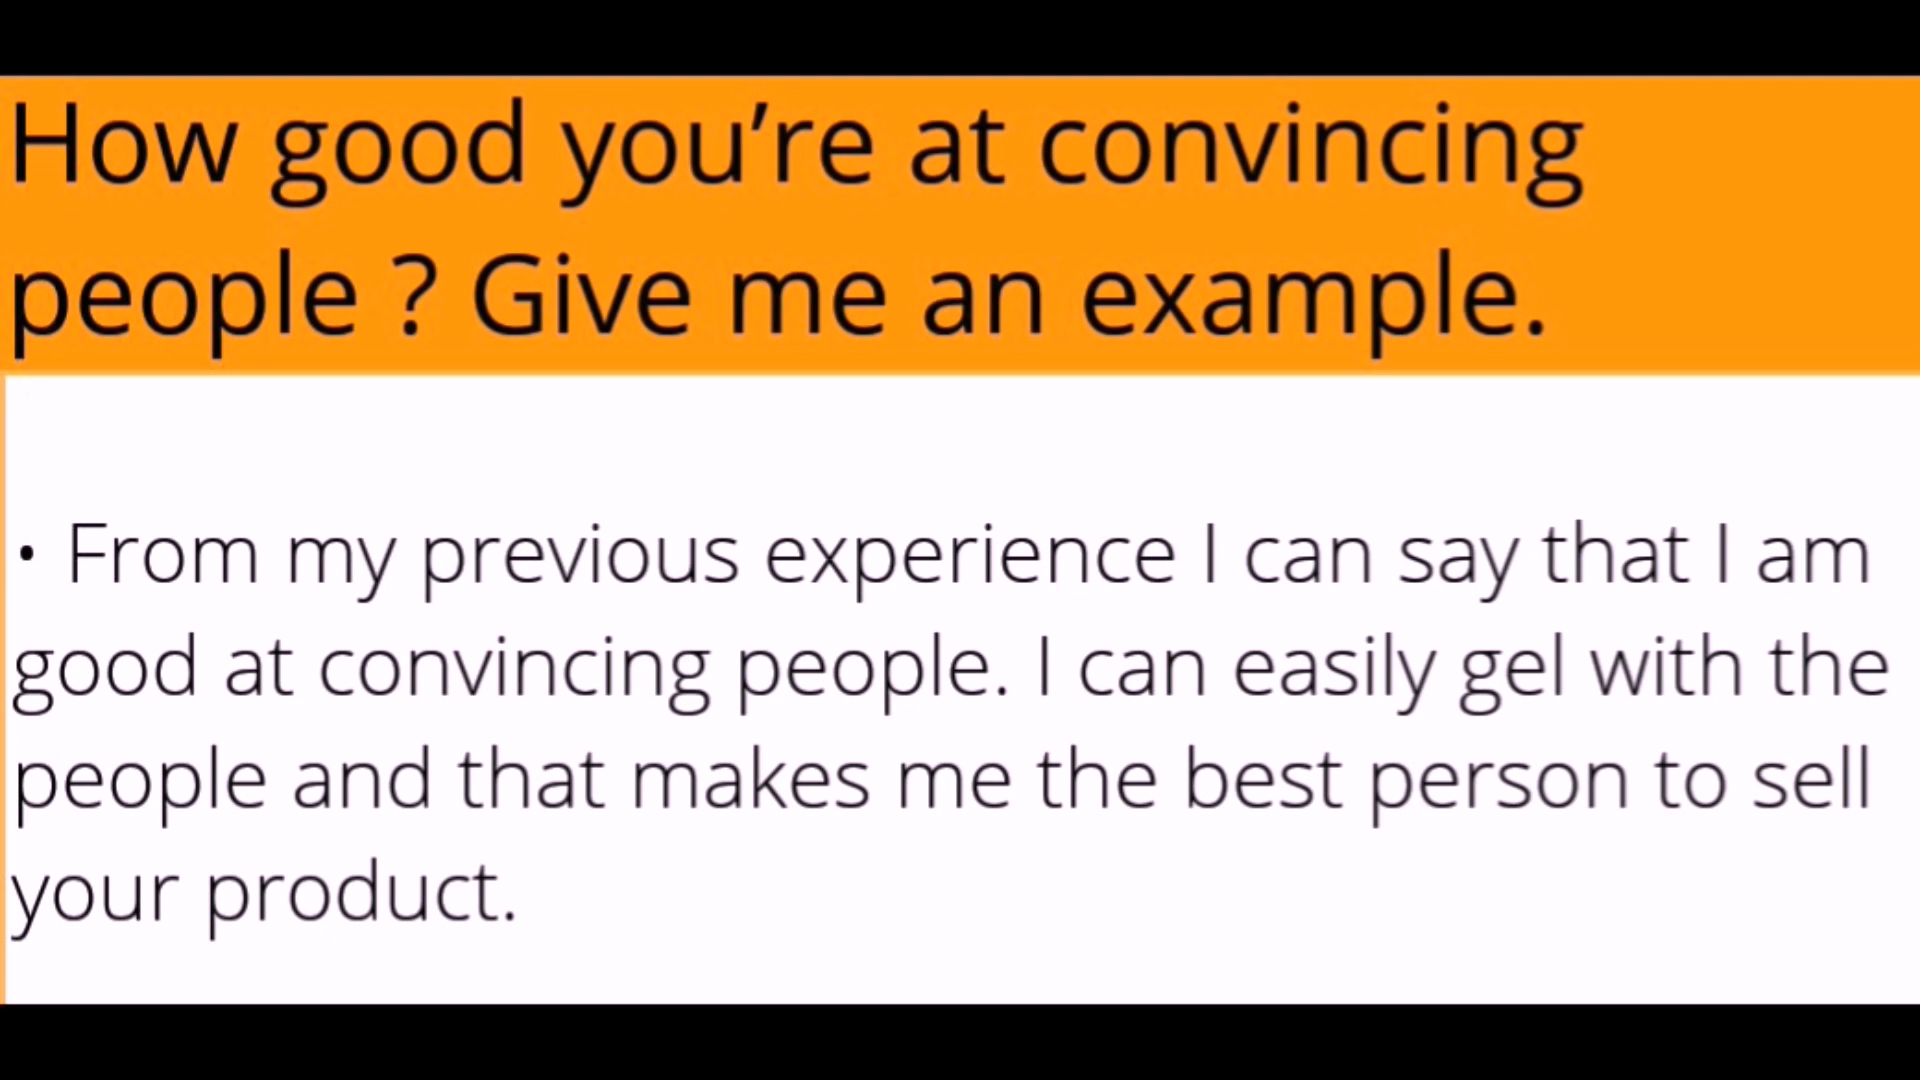 How good you’re at convincing
people ? Give me an example.
• From my previous experience I can say that I am
good at convincing people. I can easily gel with the
people and that makes me the best person to sell
your product.